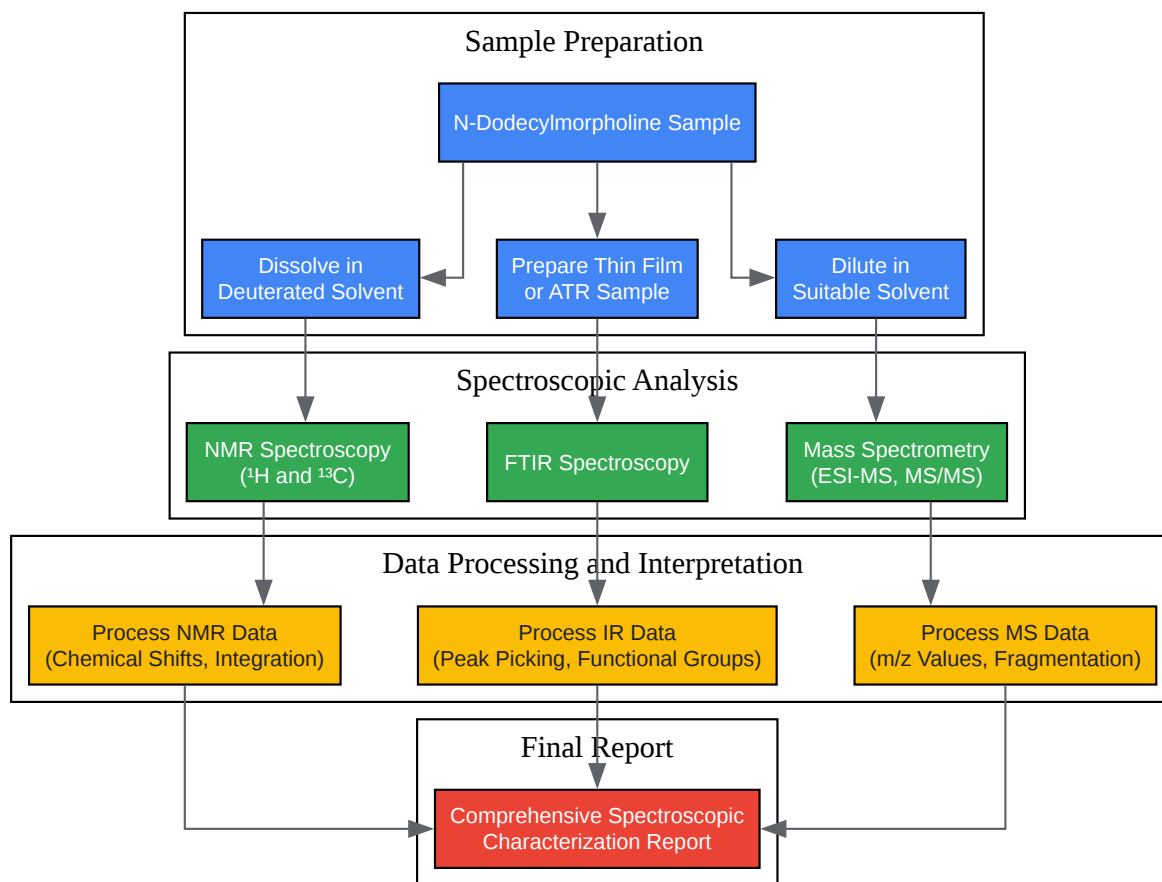 Sample Preparation
N-Dodecylmorpholine Sample
Dissolve in
Deuterated Solvent
Prepare Thin Film
or ATR Sample
Dilute in
Suitable Solvent
Spectroscopic Analysis
NMR Spectroscopy
(¹H and ¹³C)
FTIR Spectroscopy
Mass Spectrometry
(ESI-MS, MS/MS)
Data Processing and Interpretation
Process NMR Data
(Chemical Shifts, Integration)
Process IR Data
(Peak Picking, Functional Groups)
Process MS Data
(m/z Values, Fragmentation)
Final Report
Comprehensive Spectroscopic
Characterization Report